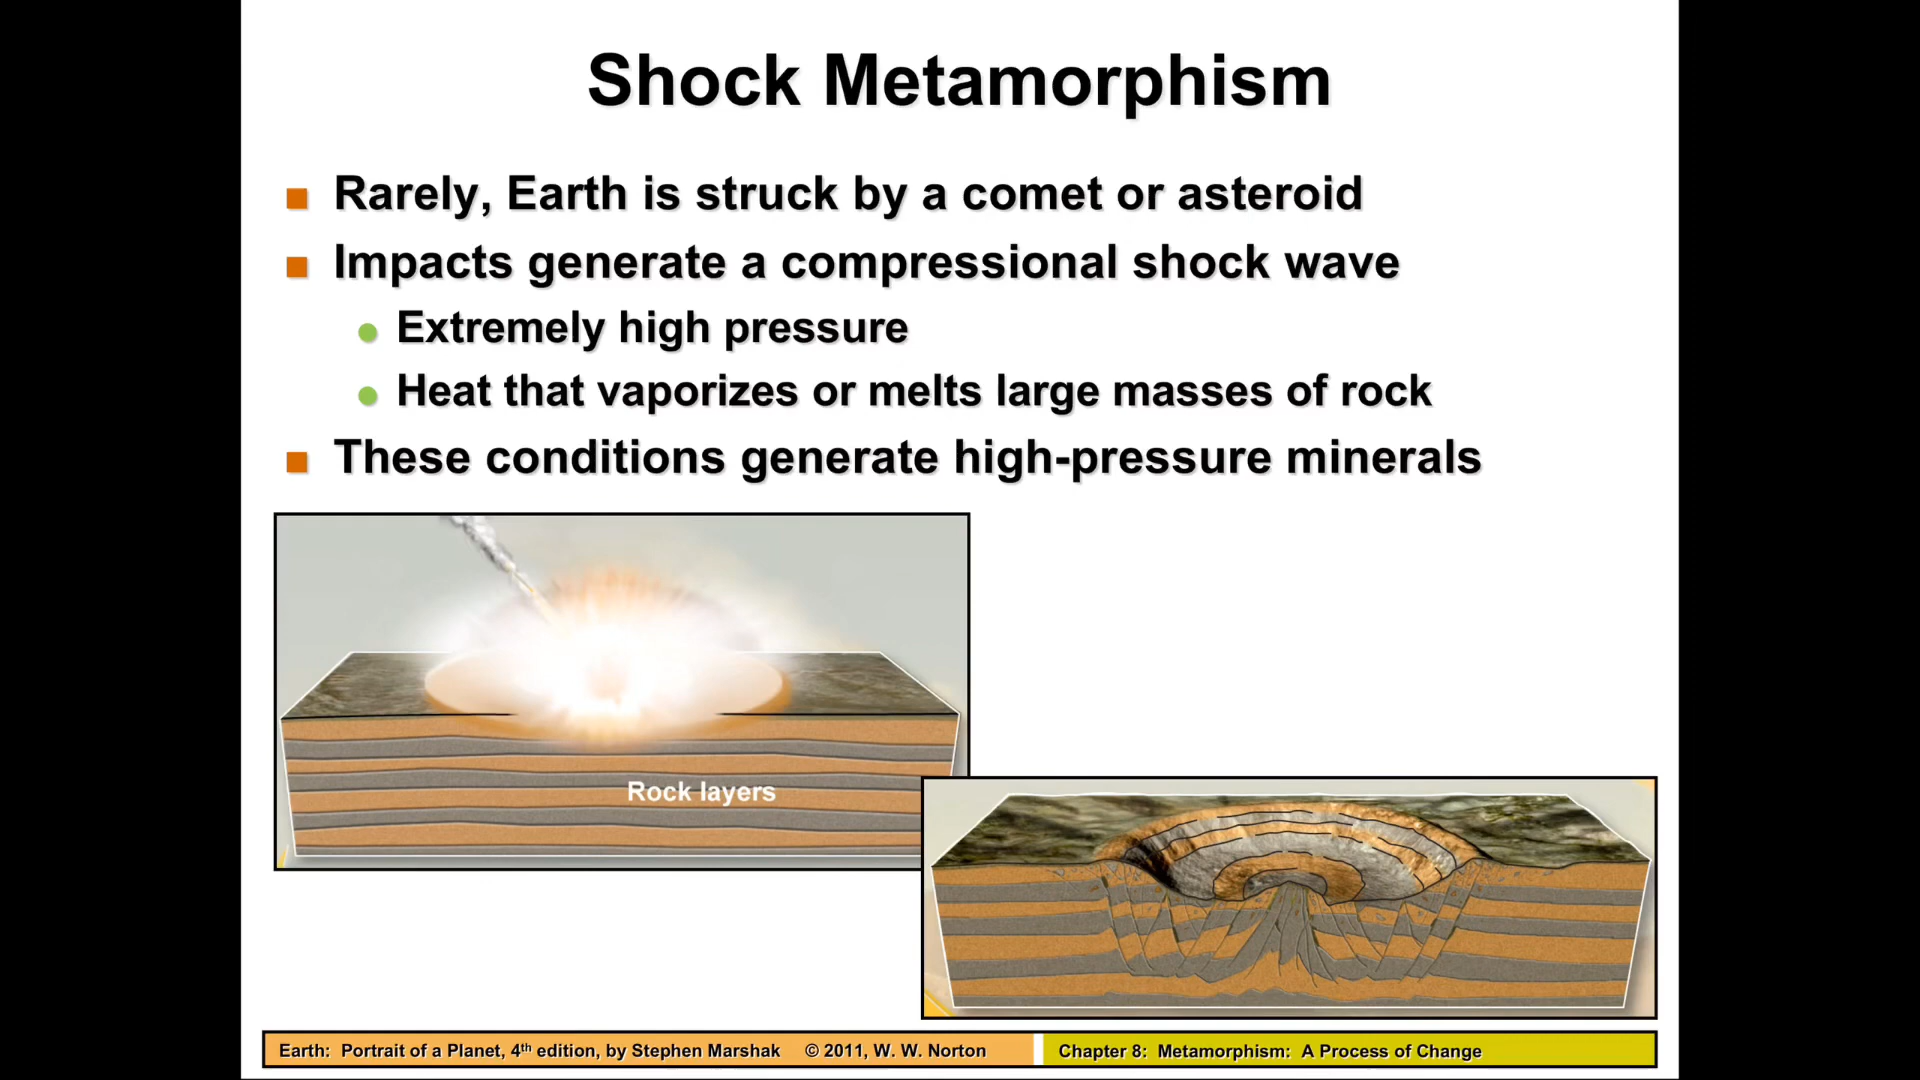 Shock Metamorphism
Rarely, Earth is struck by a comet or asteroid
Impacts generate a compressional shock wave
Extremely high pressure
Heat that vaporizes or melts large masses of rock
These conditions generate high-pressure minerals
Rock layers
Earth: Portrait of a Planet, 4th edition, by Stephen Marshak © 2011, W. W. Norton
Chapter 8: Metamorphism: A Process of Change